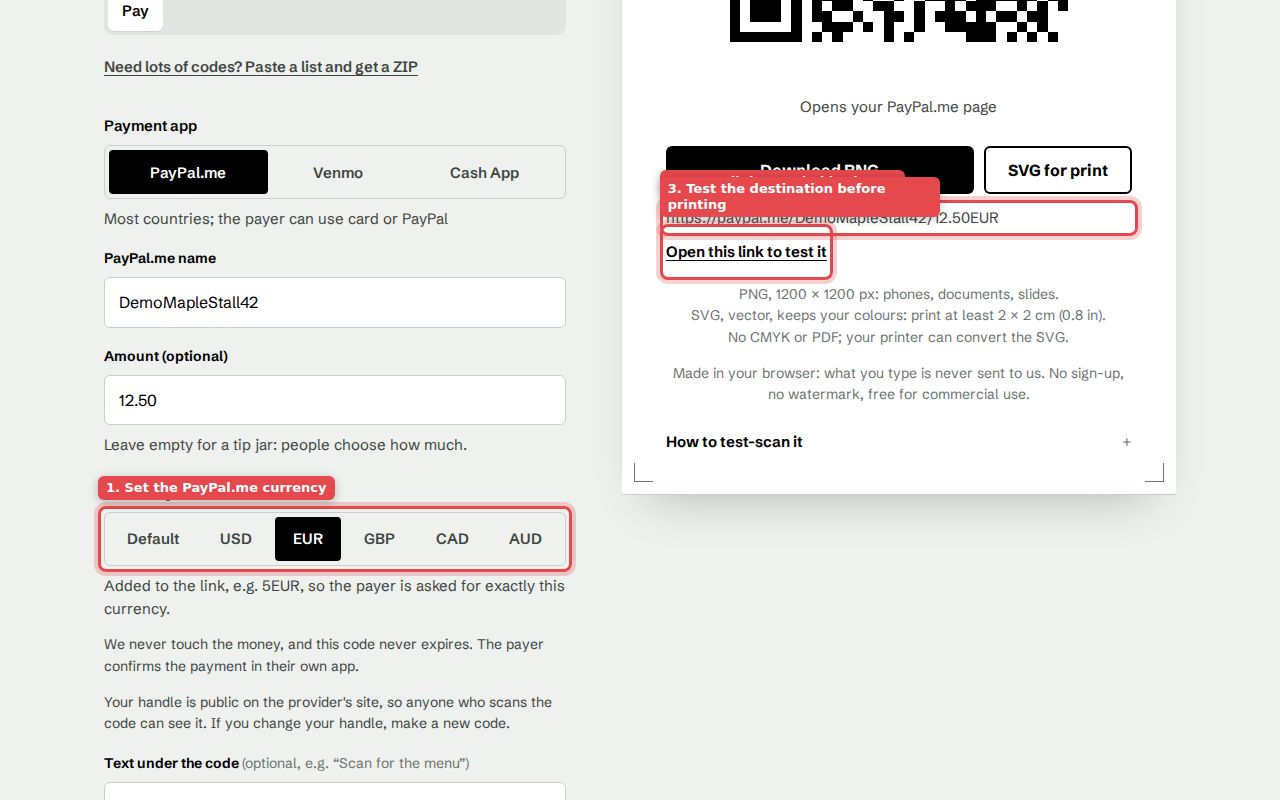 Pay
Need lots of codes? Paste a list and get a ZIP
Payment app
PayPal.me
Venmo
Cash App
Most countries; the payer can use card or PayPal
PayPal.me name
DemoMapleStall42
Amount (optional)
12.50
Leave empty for a tip jar: people choose how much.
1. Set the PayPal.me currency
Default
USD
EUR
GBP
CAD
AUD
Added to the link, e.g. 5EUR, so the payer is asked for exactly this
currency.
We never touch the money, and this code never expires. The payer
confirms the payment in their own app.
Your handle is public on the provider's site, so anyone who scans the
code can see it. If you change your handle, make a new code.
Text under the code (optional, e.g. “Scan for the menu”)
Opens your PayPal.me page
Download PNG
SVG for print
3. Test the destination before
printing
https://paypal.me/DemoMapleStall42/12.50EUR
Open this link to test it
PNG, 1200 × 1200 px: phones, documents, slides.
SVG, vector, keeps your colours: print at least 2 × 2 cm (0.8 in).
No CMYK or PDF; your printer can convert the SVG.
Made in your browser: what you type is never sent to us. No sign-up,
no watermark, free for commercial use.
How to test-scan it
+